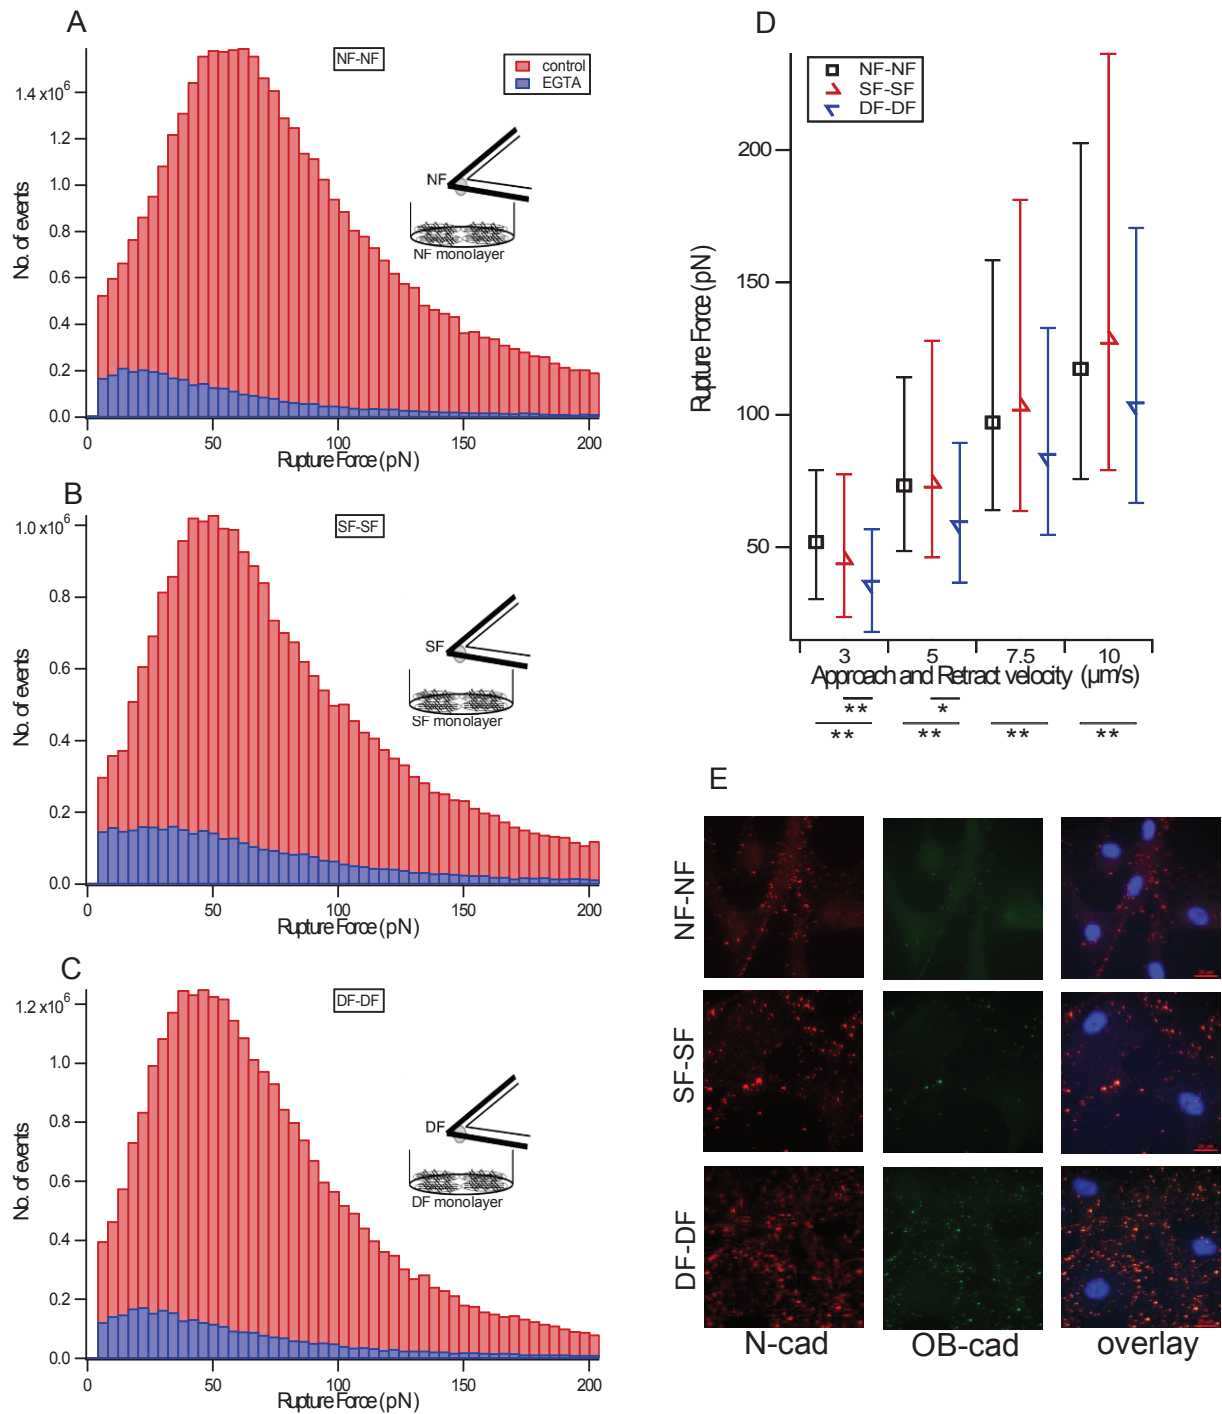 A
NF-NF
control
EGTA
No. of events
1.4 x10⁶
1.2
1.0
0.8
0.6
0.4
0.2
0.0
NF
NF monolayer
0
50
100
150
200
Rupture Force (pN)
B
SF-SF
No. of events
1.0 x10⁶
0.8
0.6
0.4
0.2
0.0
SF
SF monolayer
0
50
100
150
200
Rupture Force (pN)
C
DF-DF
No. of events
1.2 x10⁶
1.0
0.8
0.6
0.4
0.2
0.0
DF
DF monolayer
0
50
100
150
200
Rupture Force (pN)
D
NF-NF
SF-SF
DF-DF
Rupture Force (pN)
200
150
100
50
3
5
7.5
10
Approach and Retract velocity (µm/s)
** *
** ** ** **
E
NF-NF
SF-SF
DF-DF
N-cad
OB-cad
overlay